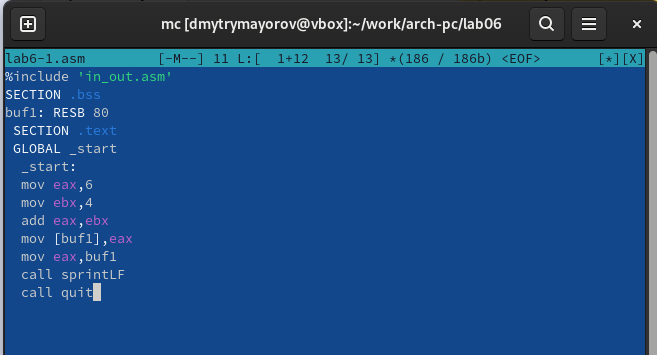 mc [dmytrymayorov@vbox]:~/work/arch-pc/lab06
lab6-1.asm [-M--] 11 L:[ 1+12 13/ 13] *(186 / 186b) <EOF> [*][X]
%include 'in_out.asm'
SECTION .bss
buf1: RESB 80
SECTION .text
GLOBAL _start
_start:
mov eax,6
mov ebx,4
add eax,ebx
mov [buf1],eax
mov eax,buf1
call sprintLF
call quit